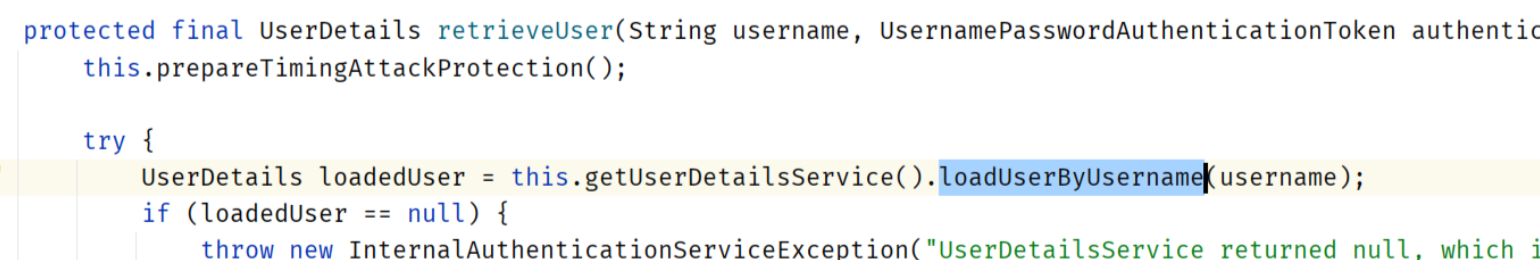 protected final UserDetails retrieveUser(String username, UsernamePasswordAuthenticationToken authentic
this.prepareTimingAttackProtection();
try {
UserDetails loadedUser = this.getUserDetailsService().loadUserByUsername(username);
if (loadedUser == null) {
throw new InternalAuthenticationServiceException("UserDetailsService returned null, which i